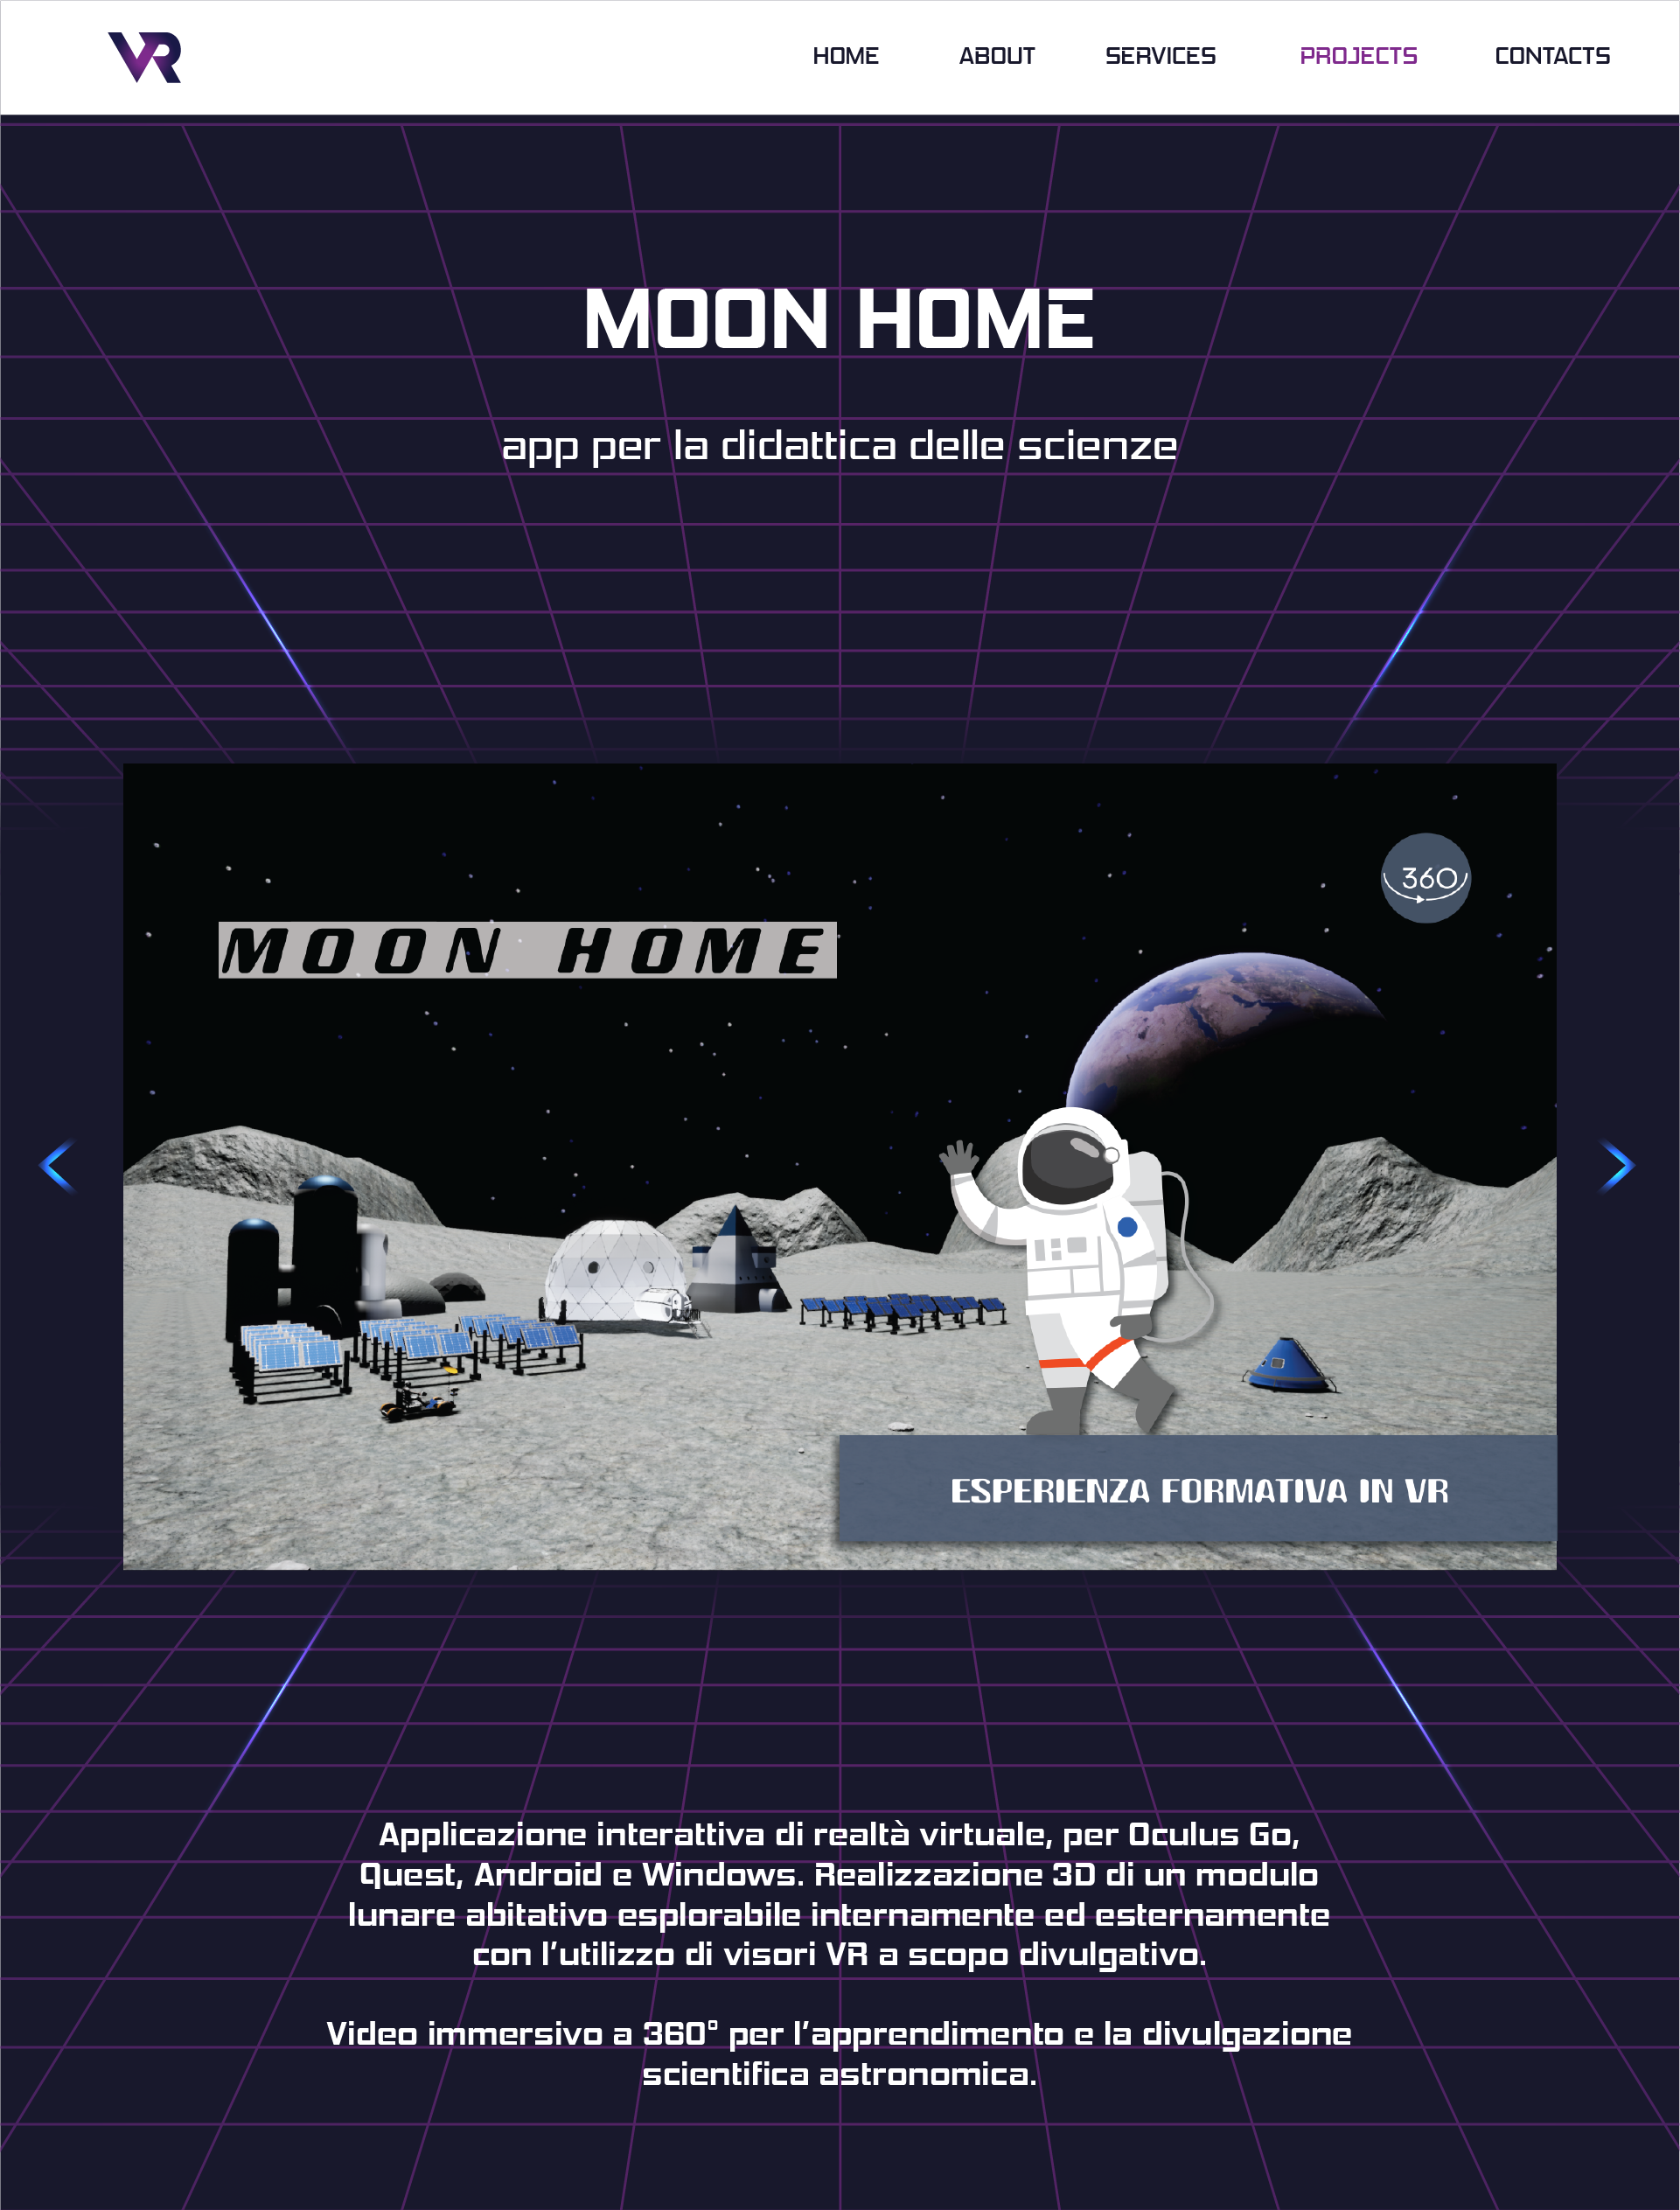 VR
HOME ABOUT SERVICES PROJECTS CONTACTS
MOON HOME
app per la didattica delle scienze
360
MOON HOME
ESPERIENZA FORMATIVA IN VR
Applicazione interattiva di realtà virtuale, per Oculus Go,
Quest, Android e Windows. Realizzazione 3D di un modulo
lunare abitativo esplorabile internamente ed esternamente
con l'utilizzo di visori VR a scopo divulgativo.
Video immersivo a 360° per l'apprendimento e la divulgazione
scientifica astronomica.